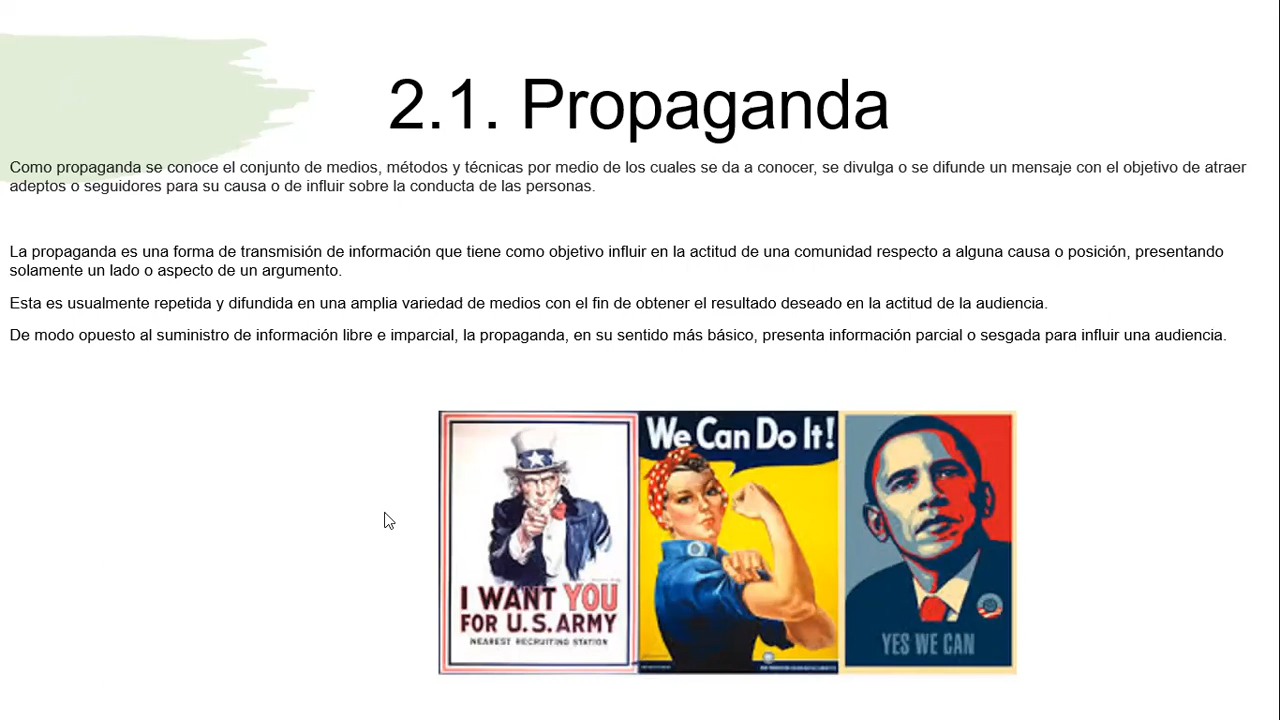 2.1. Propaganda
Como propaganda se conoce el conjunto de medios, métodos y técnicas por medio de los cuales se da a conocer, se divulga o se difunde un mensaje con el objetivo de atraer
adeptos o seguidores para su causa o de influir sobre la conducta de las personas.
La propaganda es una forma de transmisión de información que tiene como objetivo influir en la actitud de una comunidad respecto a alguna causa o posición, presentando
solamente un lado o aspecto de un argumento.
Esta es usualmente repetida y difundida en una amplia variedad de medios con el fin de obtener el resultado deseado en la actitud de la audiencia.
De modo opuesto al suministro de información libre e imparcial, la propaganda, en su sentido más básico, presenta información parcial o sesgada para influir una audiencia.
I WANT YOU
FOR U.S. ARMY
NEAREST RECRUITING STATION
We Can Do It!
YES WE CAN